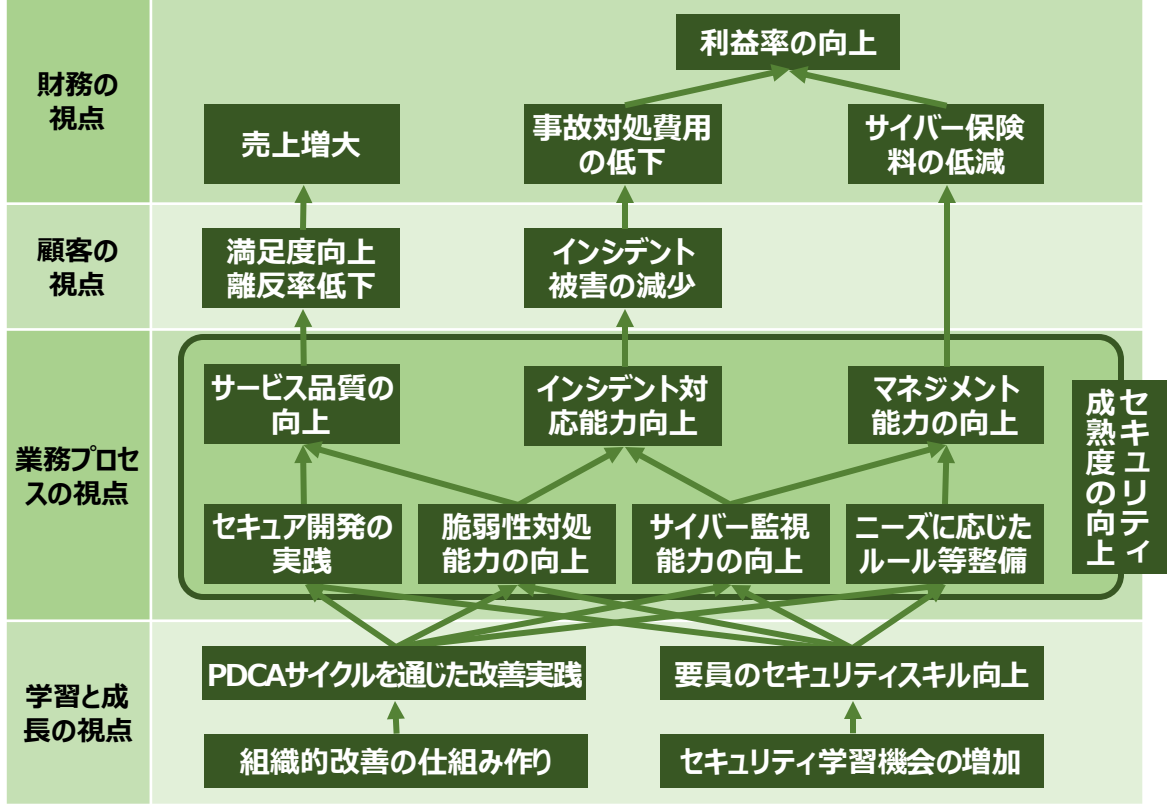 財務の
視点
利益率の向上
売上増大
事故対処費用
の低下
サイバー保険
料の低減
顧客の
視点
満足度向上
離反率低下
インシデント
被害の減少
業務プロセ
スの視点
サービス品質の
向上
インシデント対
応能力向上
マネジメント
能力の向上
セキュリティ
成熟度の向上
セキュア開発の
実践
脆弱性対処
能力の向上
サイバー監視
能力の向上
ニーズに応じた
ルール等整備
学習と成
長の視点
PDCAサイクルを通じた改善実践
要員のセキュリティスキル向上
組織的改善の仕組み作り
セキュリティ学習機会の増加